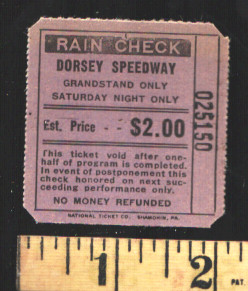 RAIN CHECK
DORSEY SPEEDWAY
GRANDSTAND ONLY
SATURDAY NIGHT ONLY
Est. Price - - $2.00
This ticket void after one-
half of program is completed.
In event of postponement this
check honored on next suc-
ceeding performance only.
NO MONEY REFUNDED
NATIONAL TICKET CO. SHAMOKIN, PA.
025150
1 2
PAT